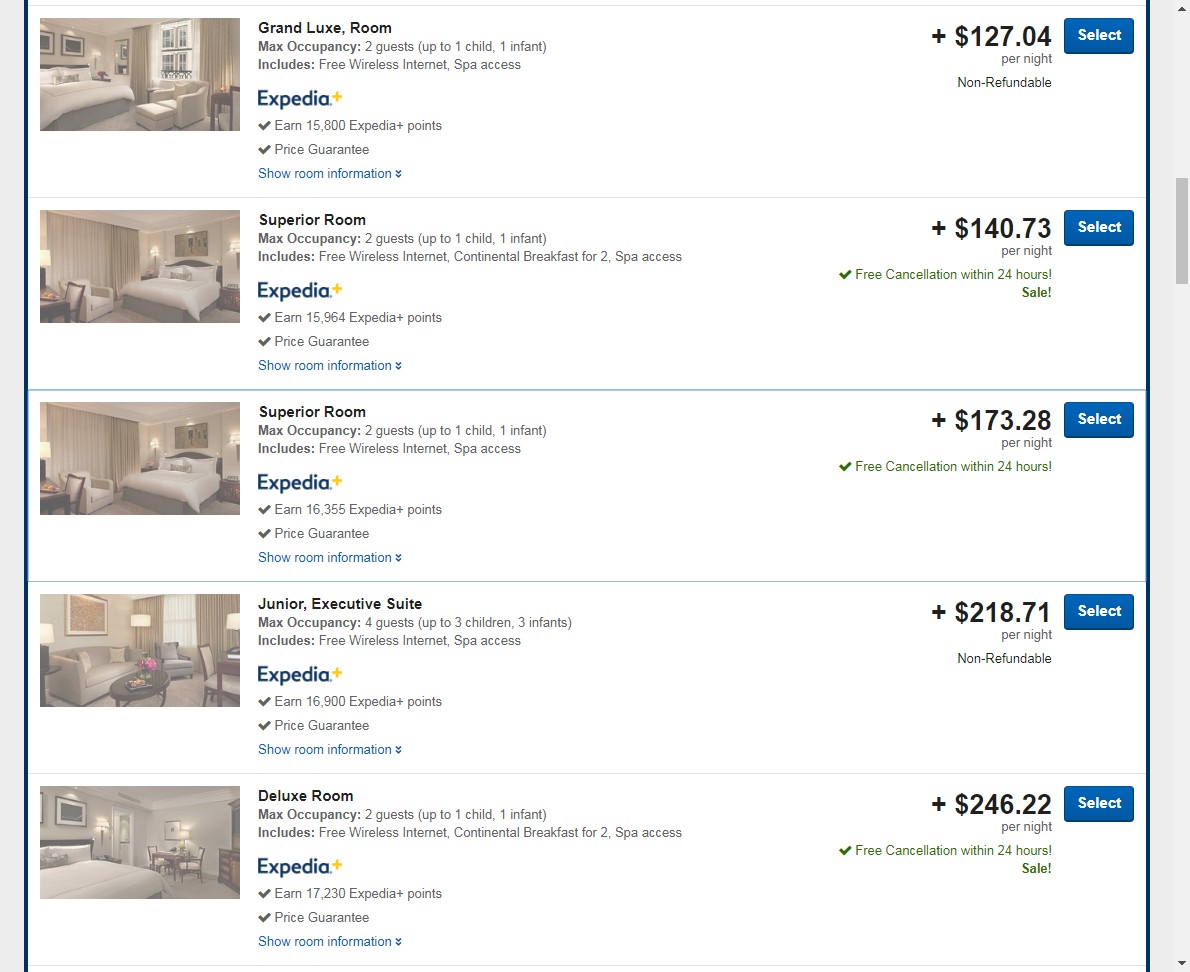 Grand Luxe, Room
Max Occupancy: 2 guests (up to 1 child, 1 infant)
Includes: Free Wireless Internet, Spa access
Expedia+
Earn 15,800 Expedia+ points
Price Guarantee
Show room information
+ $127.04
per night
Non-Refundable
Select
Superior Room
Max Occupancy: 2 guests (up to 1 child, 1 infant)
Includes: Free Wireless Internet, Continental Breakfast for 2, Spa access
Expedia+
Earn 15,964 Expedia+ points
Price Guarantee
Show room information
+ $140.73
per night
Free Cancellation within 24 hours!
Sale!
Select
Superior Room
Max Occupancy: 2 guests (up to 1 child, 1 infant)
Includes: Free Wireless Internet, Spa access
Expedia+
Earn 16,355 Expedia+ points
Price Guarantee
Show room information
+ $173.28
per night
Free Cancellation within 24 hours!
Select
Junior, Executive Suite
Max Occupancy: 4 guests (up to 3 children, 3 infants)
Includes: Free Wireless Internet, Spa access
Expedia+
Earn 16,900 Expedia+ points
Price Guarantee
Show room information
+ $218.71
per night
Non-Refundable
Select
Deluxe Room
Max Occupancy: 2 guests (up to 1 child, 1 infant)
Includes: Free Wireless Internet, Continental Breakfast for 2, Spa access
Expedia+
Earn 17,230 Expedia+ points
Price Guarantee
Show room information
+ $246.22
per night
Free Cancellation within 24 hours!
Sale!
Select